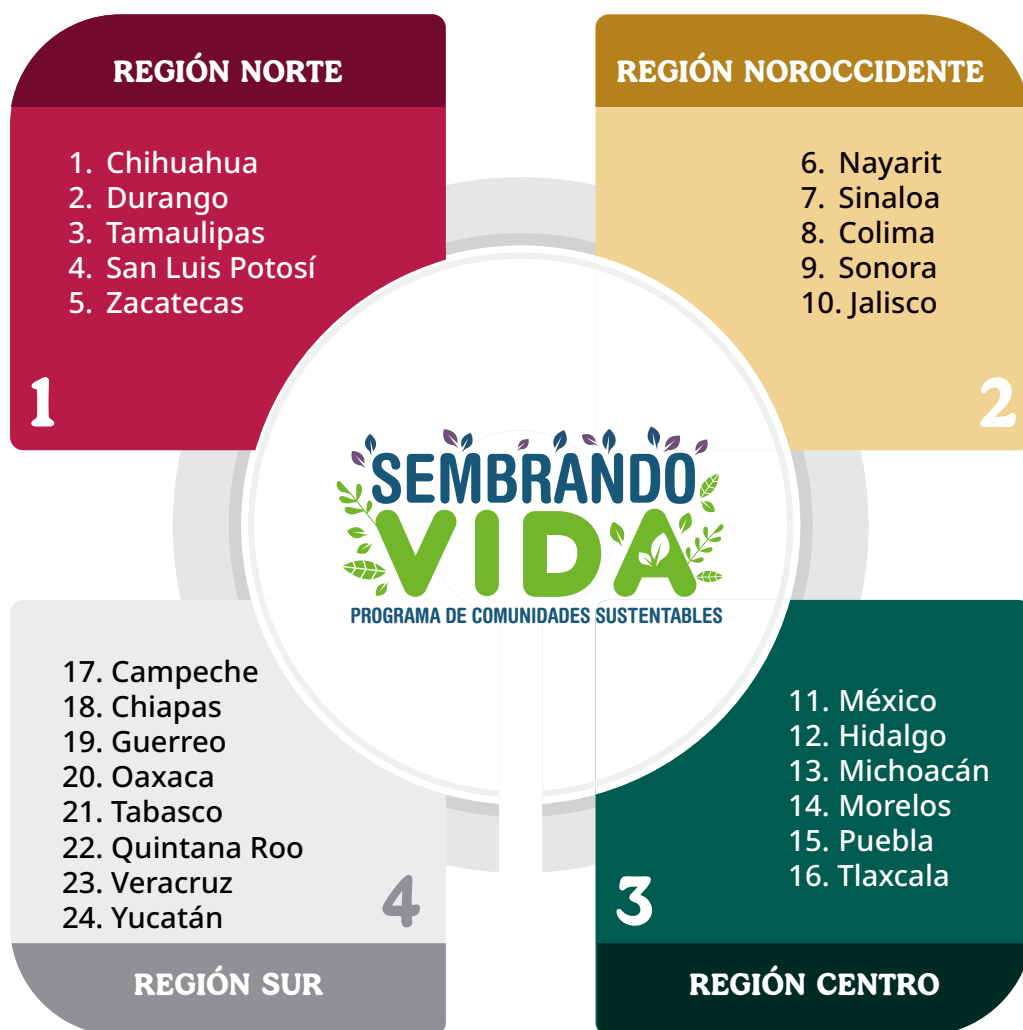 REGIÓN NORTE
1. Chihuahua
2. Durango
3. Tamaulipas
4. San Luis Potosí
5. Zacatecas
1
REGIÓN NOROCCIDENTE
6. Nayarit
7. Sinaloa
8. Colima
9. Sonora
10. Jalisco
2
SEMBRANDO
VIDA
PROGRAMA DE COMUNIDADES SUSTENTABLES
11. México
12. Hidalgo
13. Michoacán
14. Morelos
15. Puebla
16. Tlaxcala
3
REGIÓN CENTRO
17. Campeche
18. Chiapas
19. Guerreo
20. Oaxaca
21. Tabasco
22. Quintana Roo
23. Veracruz
24. Yucatán
4
REGIÓN SUR